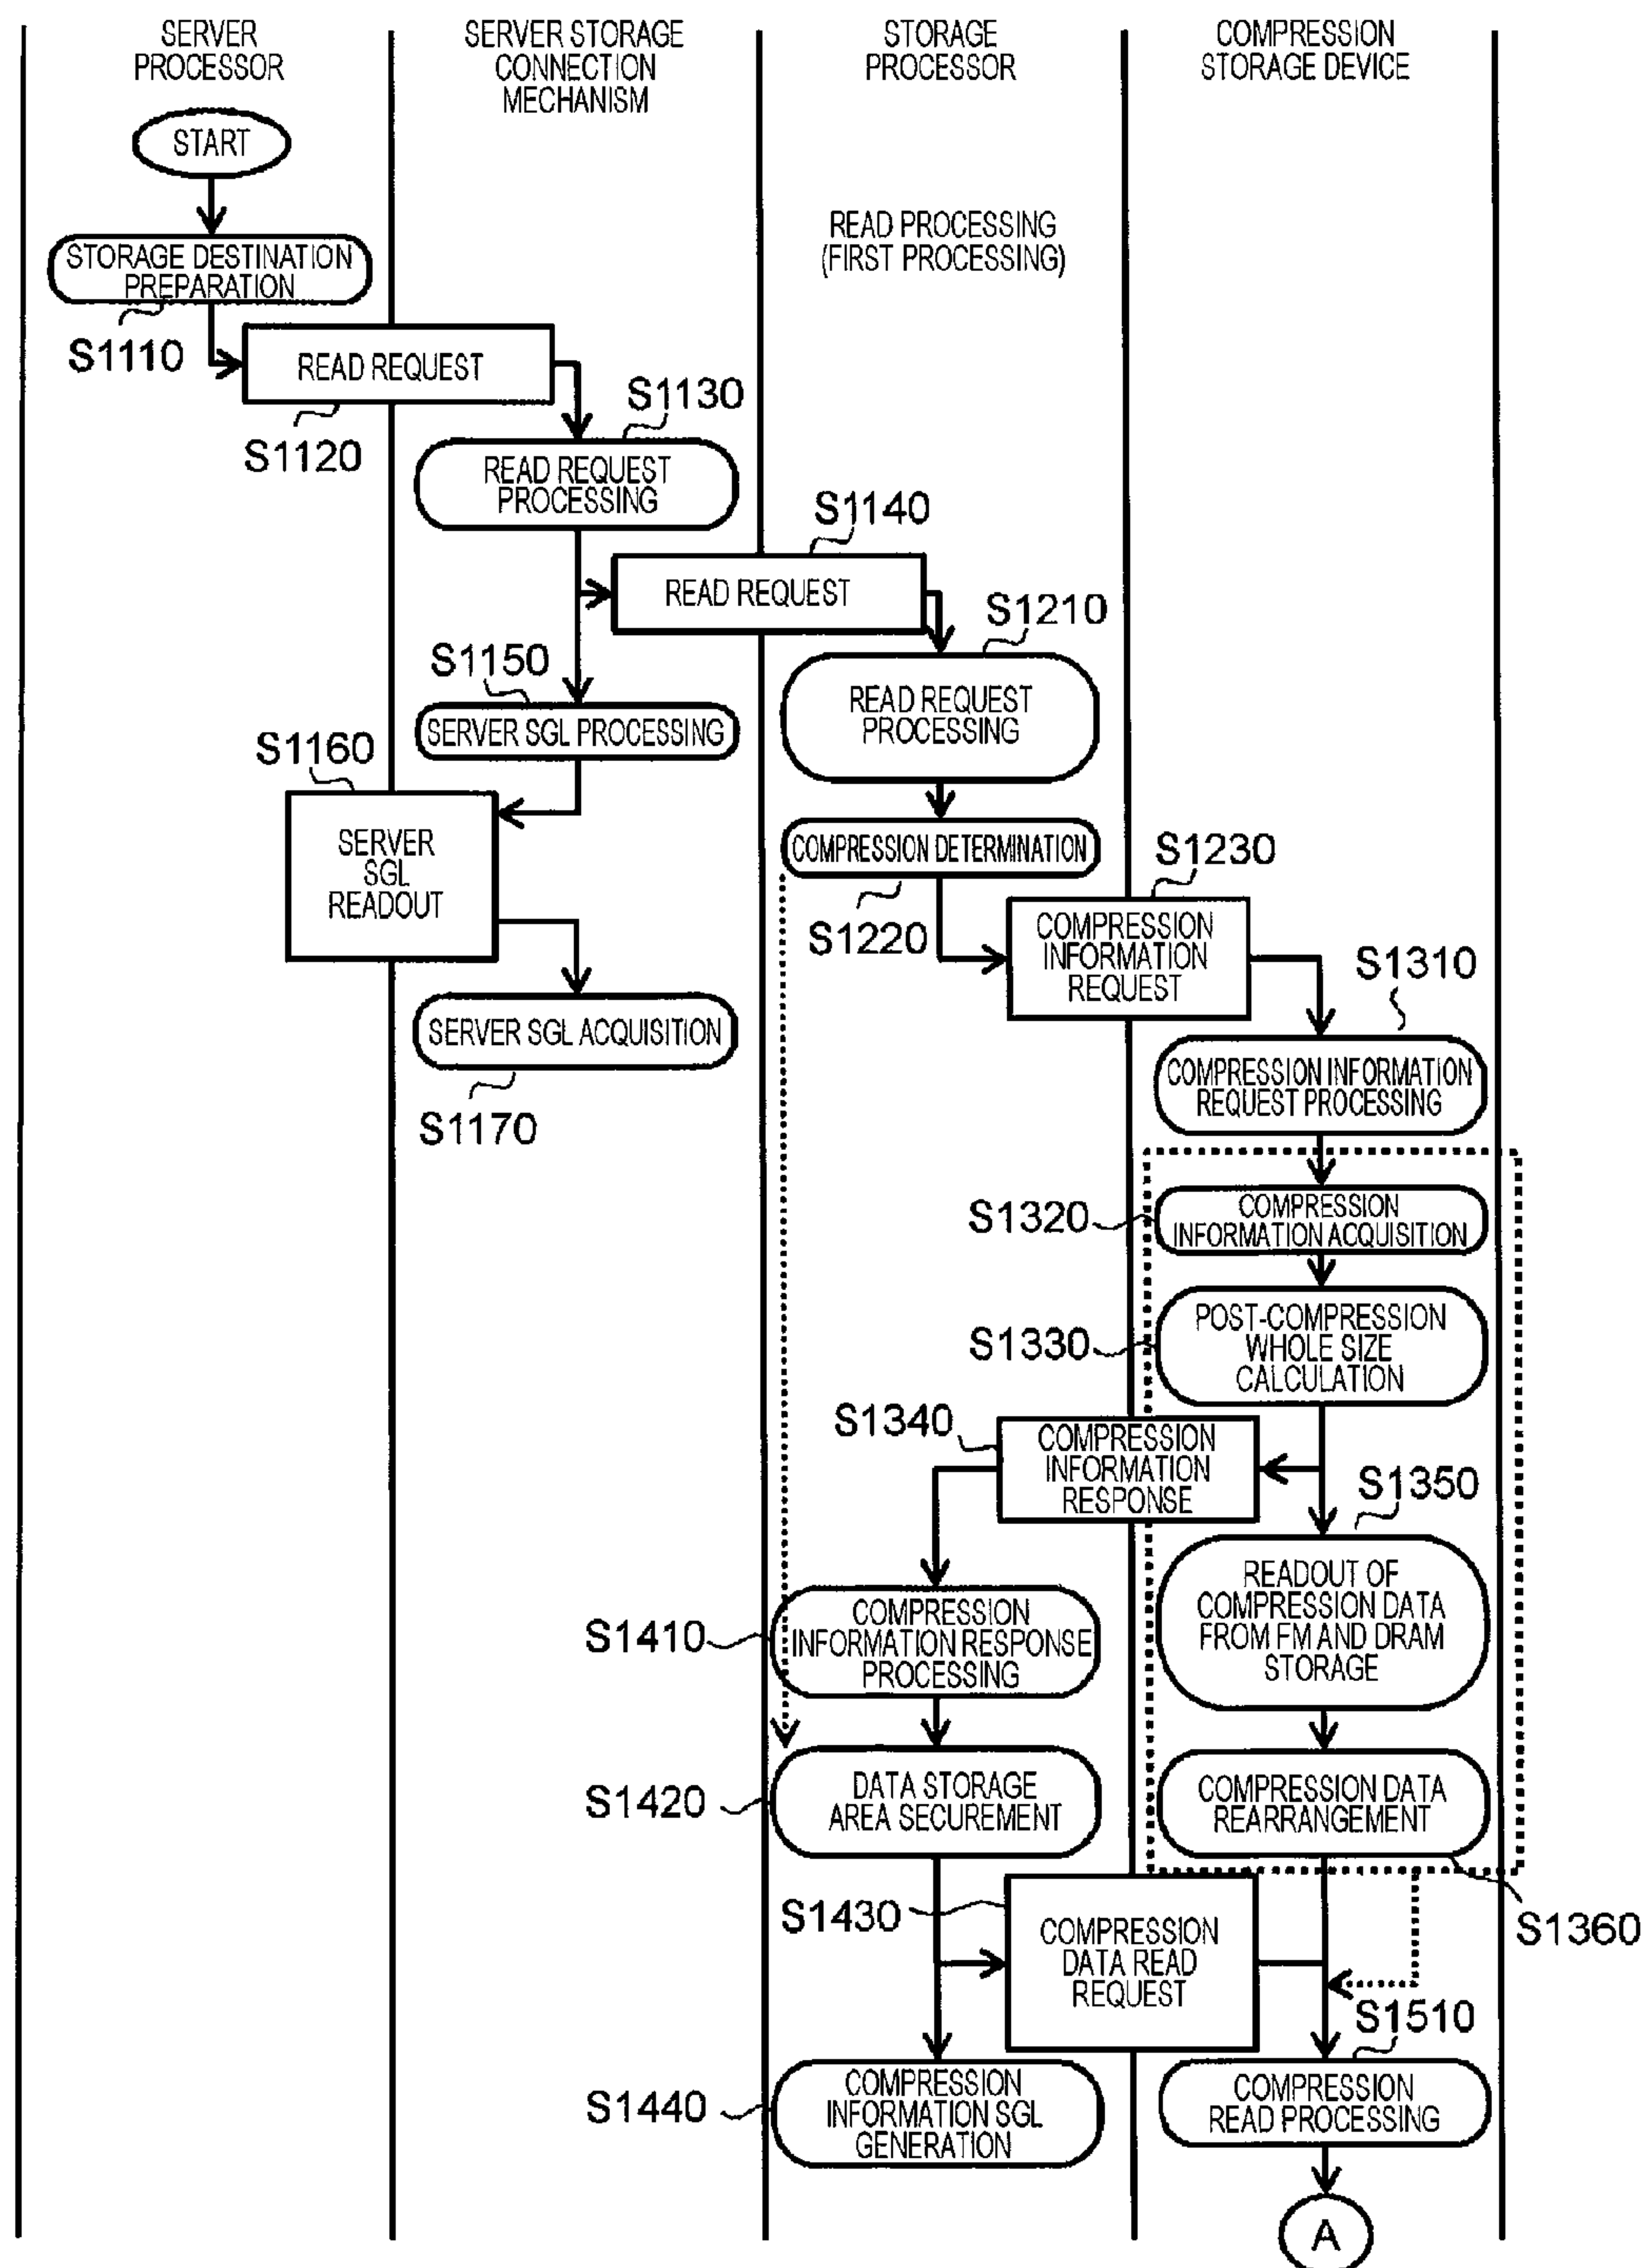 SERVER
PROCESSOR
SERVER STORAGE
CONNECTION
MECHANISM
STORAGE
PROCESSOR
COMPRESSION
STORAGE DEVICE
START
READ PROCESSING
(FIRST PROCESSING)
STORAGE DESTINATION
PREPARATION
S1110
READ REQUEST
S1120
S1130
READ REQUEST
PROCESSING
S1140
READ REQUEST
S1210
READ REQUEST
PROCESSING
S1150
SERVER SGL PROCESSING
S1160
SERVER
SGL
READOUT
COMPRESSION DETERMINATION
S1220
S1230
COMPRESSION
INFORMATION
REQUEST
SERVER SGL ACQUISITION
S1170
S1310
COMPRESSION INFORMATION
REQUEST PROCESSING
S1320
COMPRESSION
INFORMATION ACQUISITION
S1330
POST-COMPRESSION
WHOLE SIZE
CALCULATION
S1340
COMPRESSION
INFORMATION
RESPONSE
S1350
READOUT OF
COMPRESSION DATA
FROM FM AND DRAM
STORAGE
S1410
COMPRESSION
INFORMATION RESPONSE
PROCESSING
S1420
DATA STORAGE
AREA SECUREMENT
COMPRESSION DATA
REARRANGEMENT
S1360
S1430
COMPRESSION
DATA READ
REQUEST
S1510
S1440
COMPRESSION
INFORMATION SGL
GENERATION
COMPRESSION
READ PROCESSING
A